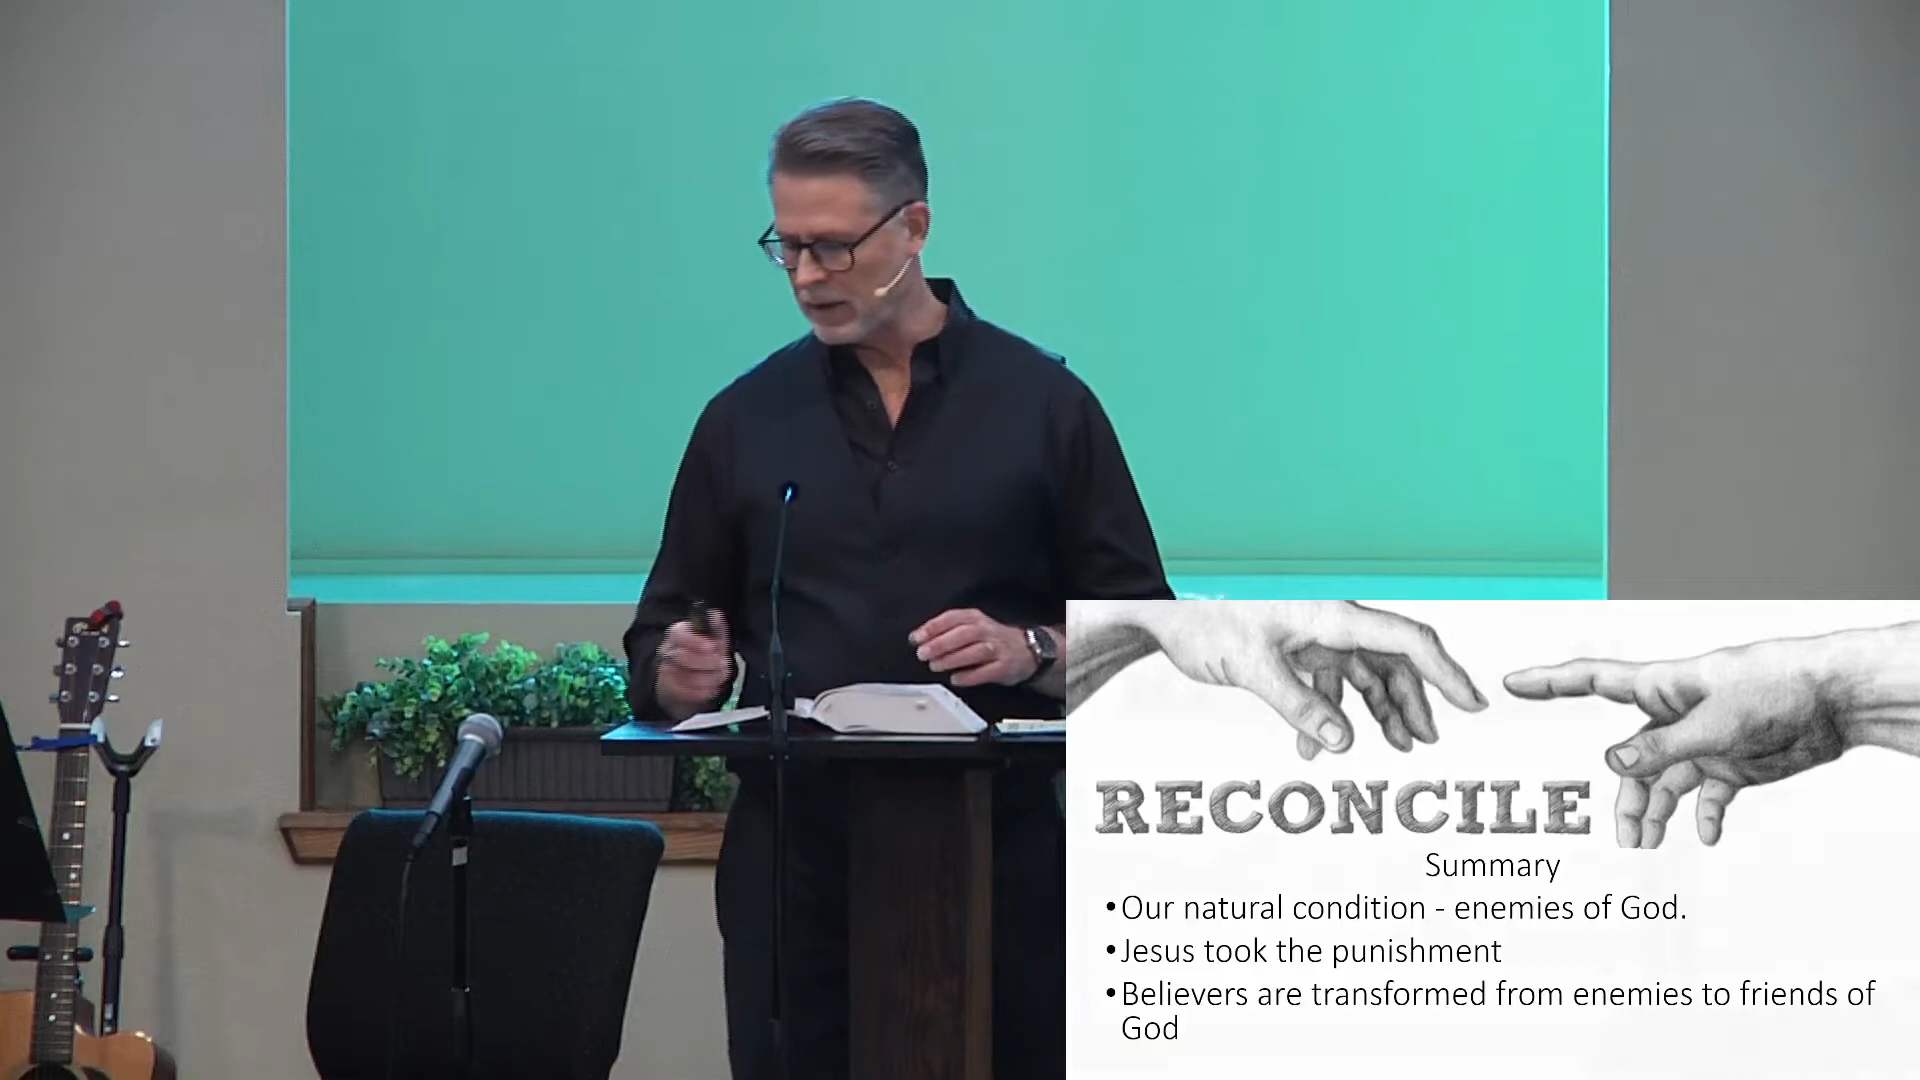 RECONCILE
Summary
•Our natural condition - enemies of God.
•Jesus took the punishment
•Believers are transformed from enemies to friends of
God